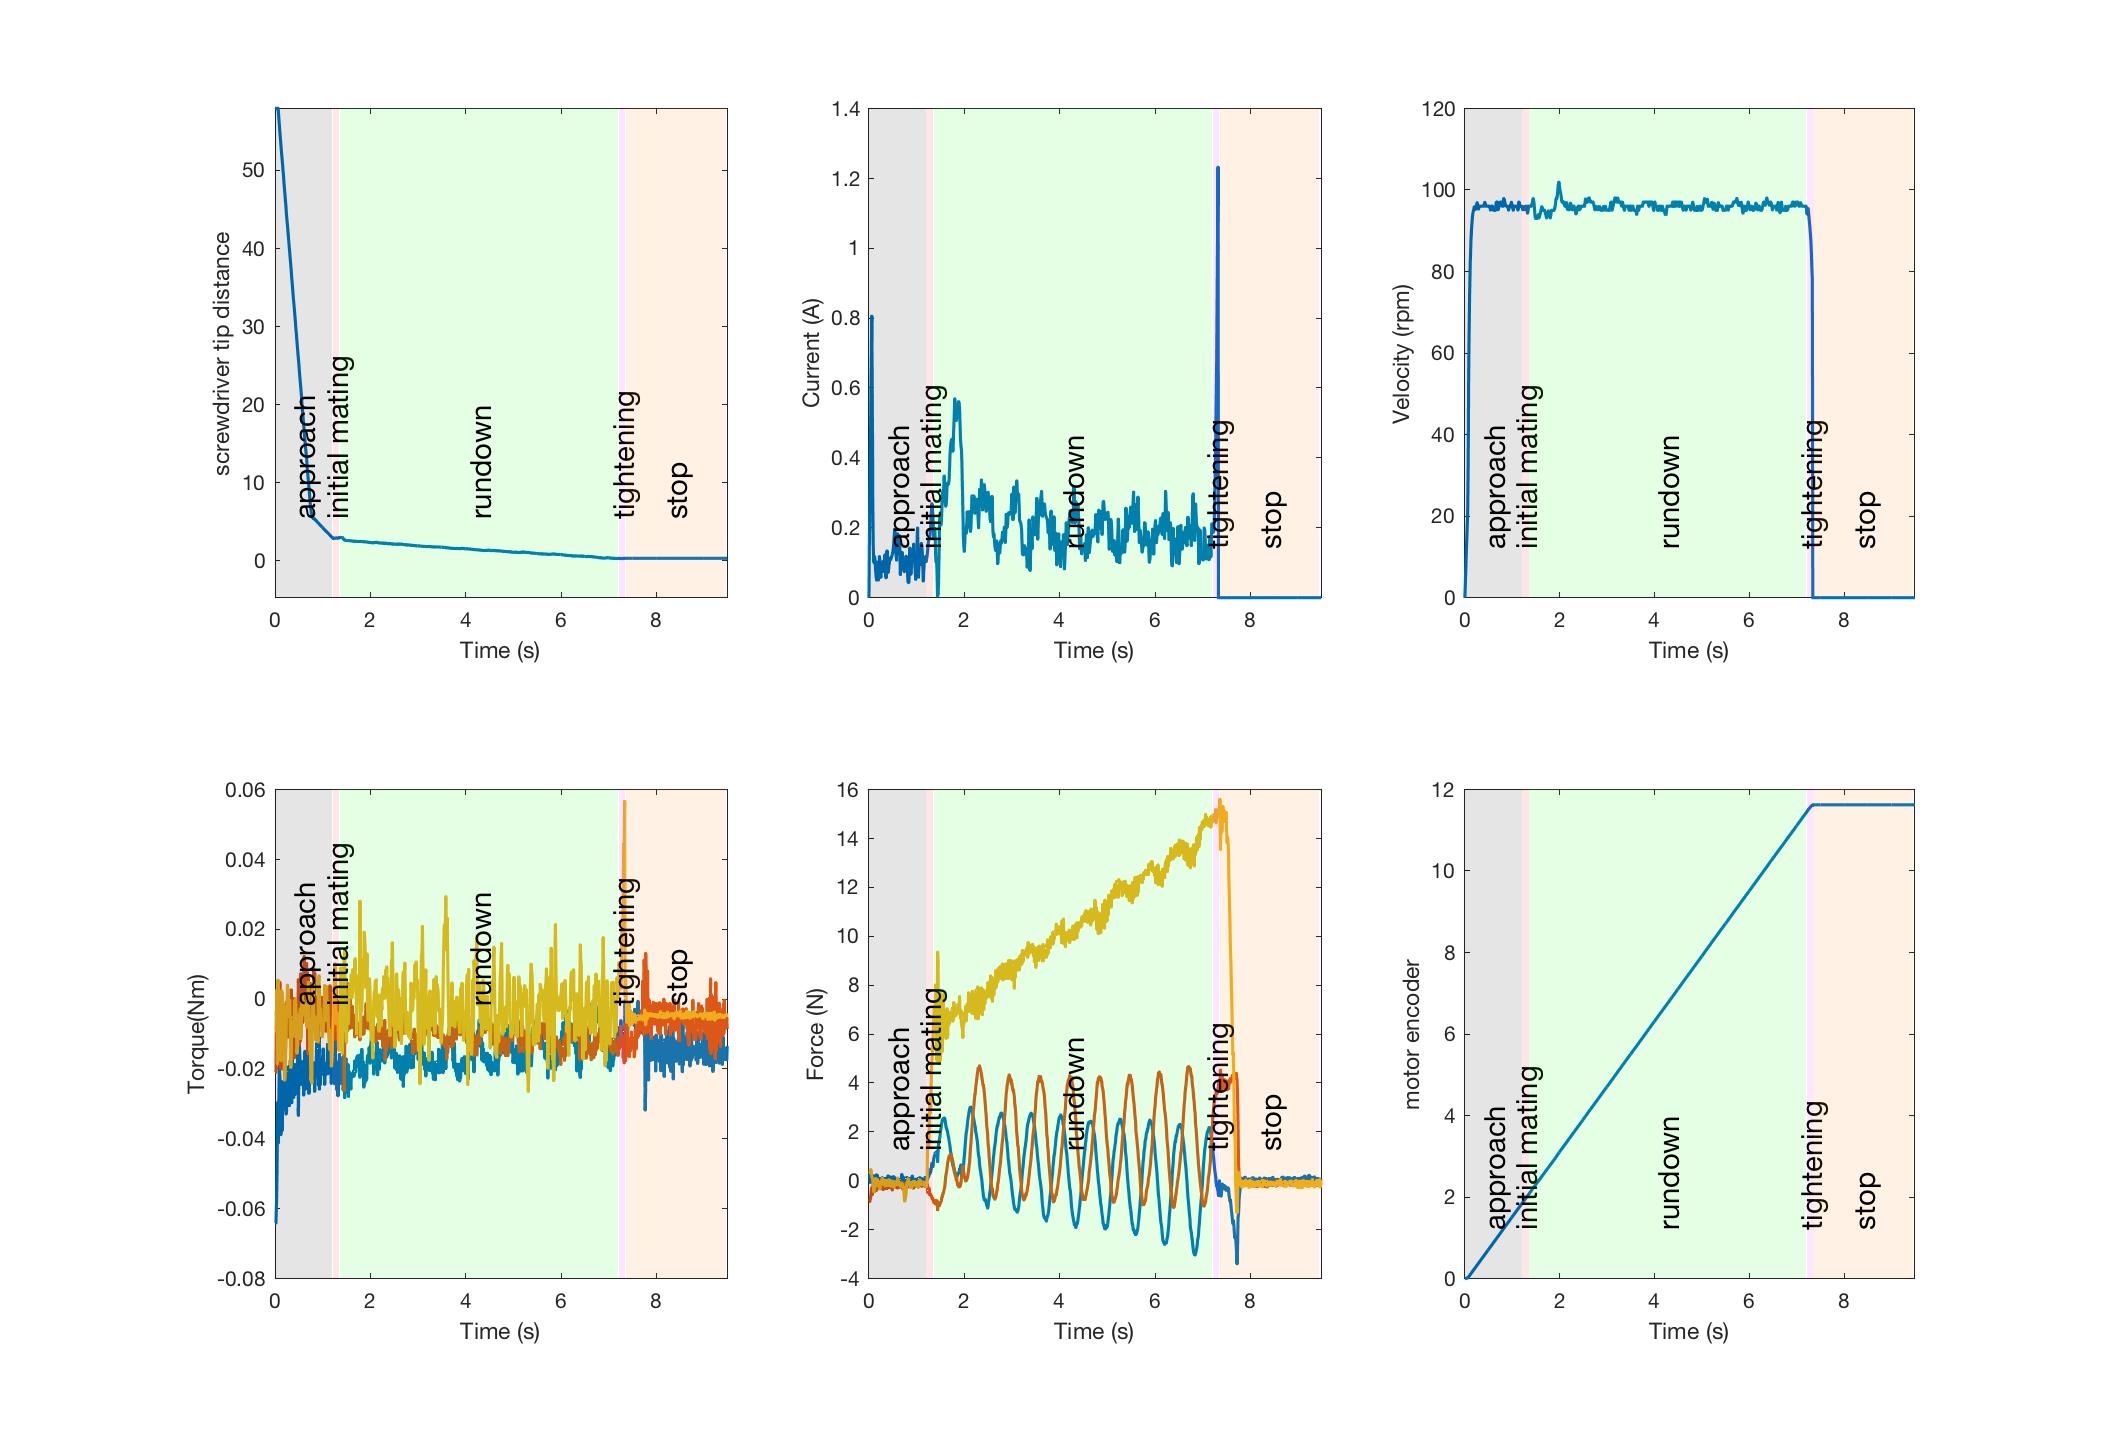 screwdriver tip distance
50
40
30
20
10
0
approach
initial mating
rundown
tightening
stop
0 2 4 6 8
Time (s)
Current (A)
1.4
1.2
1
0.8
0.6
0.4
0.2
0
approach
initial mating
rundown
tightening
stop
0 2 4 6 8
Time (s)
Velocity (rpm)
120
100
80
60
40
20
0
approach
initial mating
rundown
tightening
stop
0 2 4 6 8
Time (s)
Torque(Nm)
0.06
0.04
0.02
0
-0.02
-0.04
-0.06
-0.08
approach
initial mating
rundown
tightening
stop
0 2 4 6 8
Time (s)
Force (N)
16
14
12
10
8
6
4
2
0
-2
-4
approach
initial mating
rundown
tightening
stop
0 2 4 6 8
Time (s)
motor encoder
12
10
8
6
4
2
0
approach
initial mating
rundown
tightening
stop
0 2 4 6 8
Time (s)